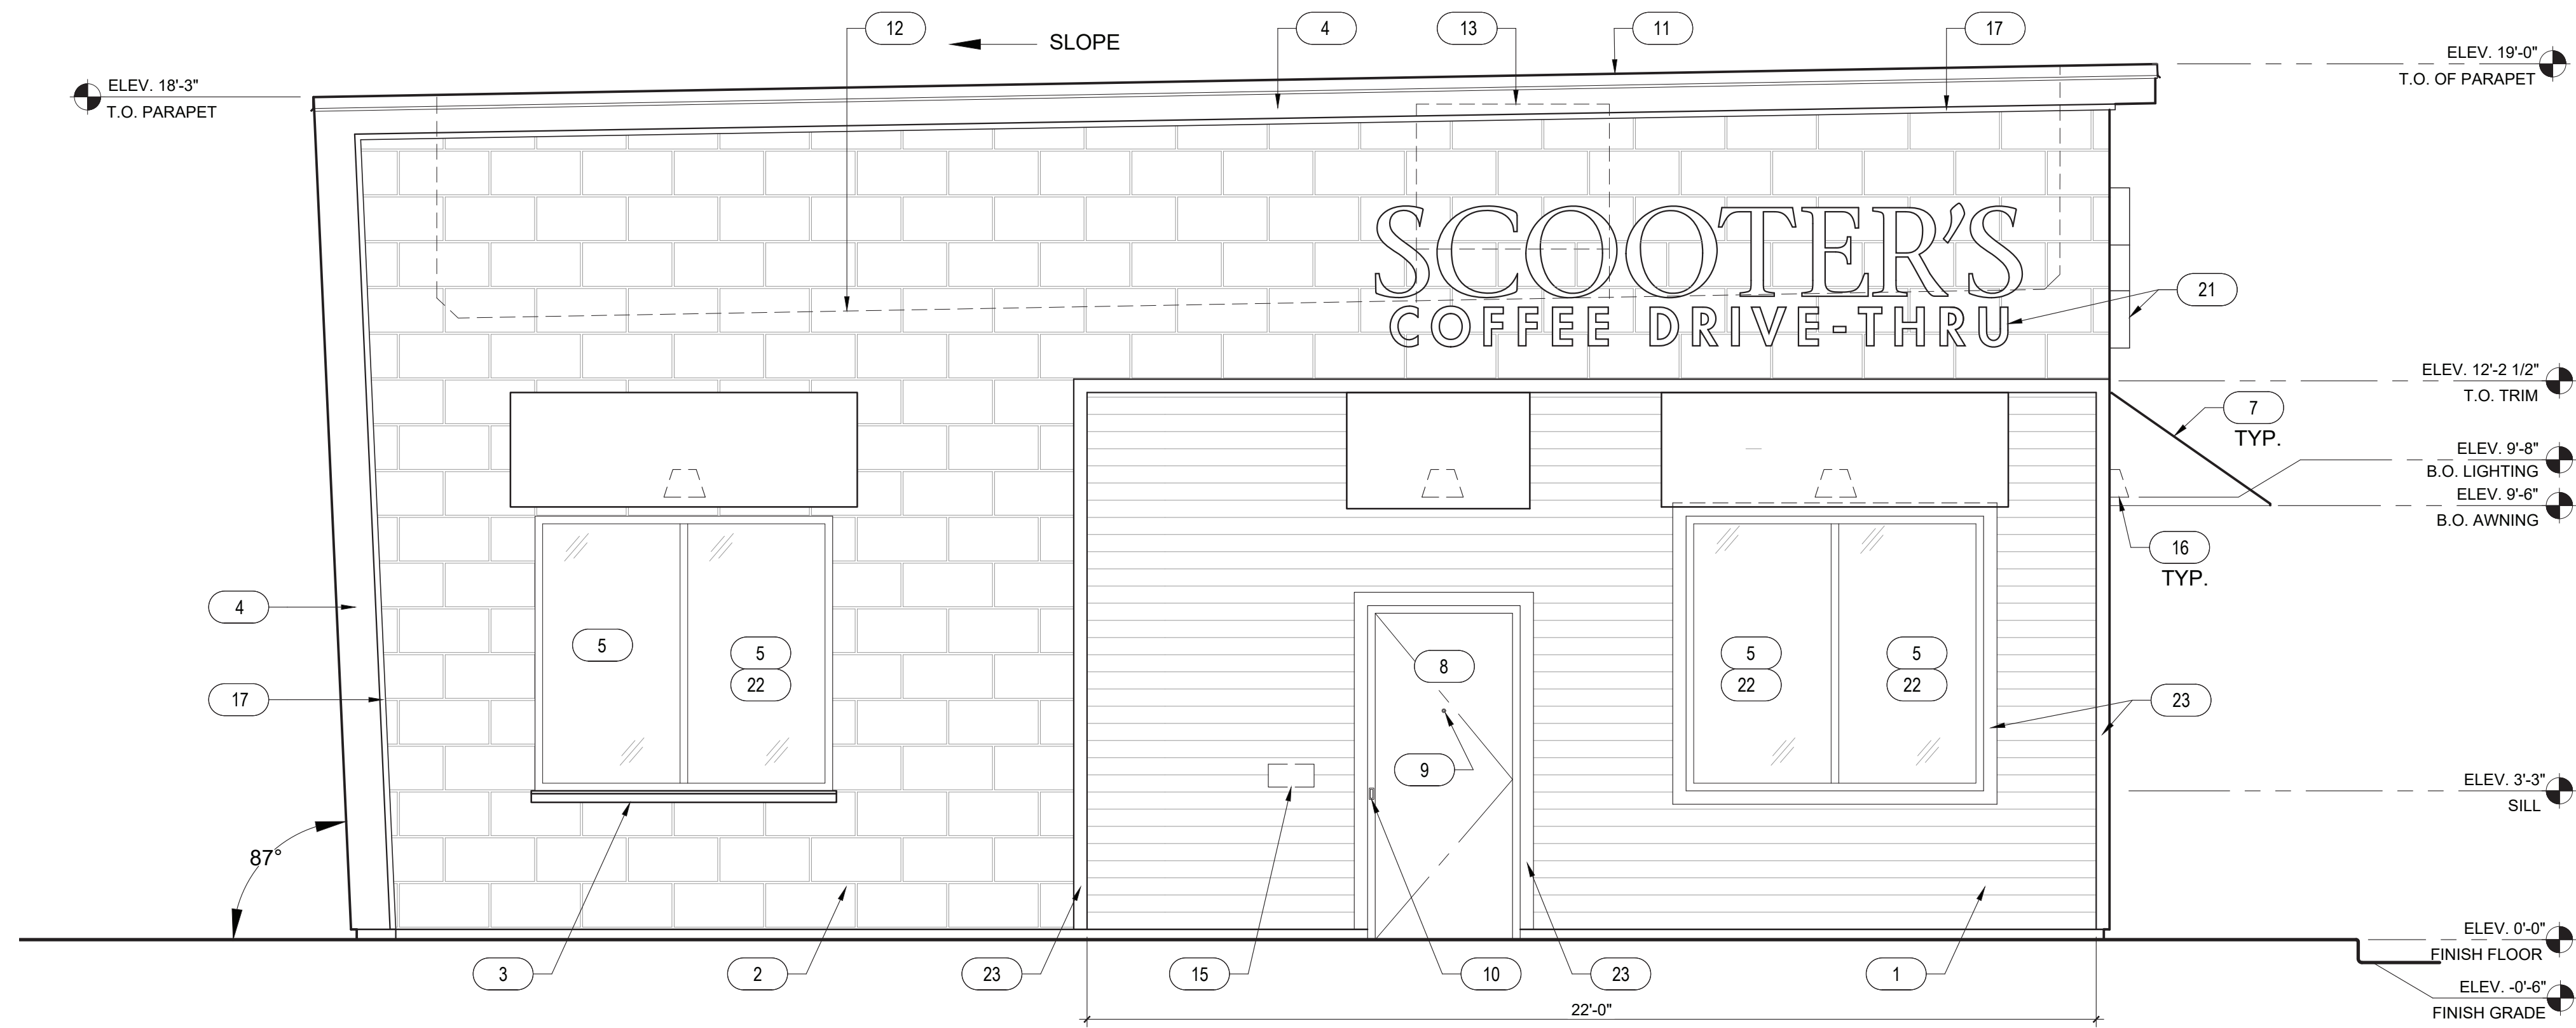 12
SLOPE
4
13
11
17
ELEV. 18'-3"
T.O. PARAPET
ELEV. 19'-0"
T.O. OF PARAPET
SCOOTER'S
COFFEE DRIVE-THRU
21
ELEV. 12'-2 1/2"
T.O. TRIM
7
TYP.
ELEV. 9'-8"
B.O. LIGHTING
ELEV. 9'-6"
B.O. AWNING
16
TYP.
4
5
5
22
8
5
22
5
22
17
23
9
ELEV. 3'-3"
SILL
87°
ELEV. 0'-0"
FINISH FLOOR
3
2
23
15
10
23
1
ELEV. -0'-6"
FINISH GRADE
22'-0"